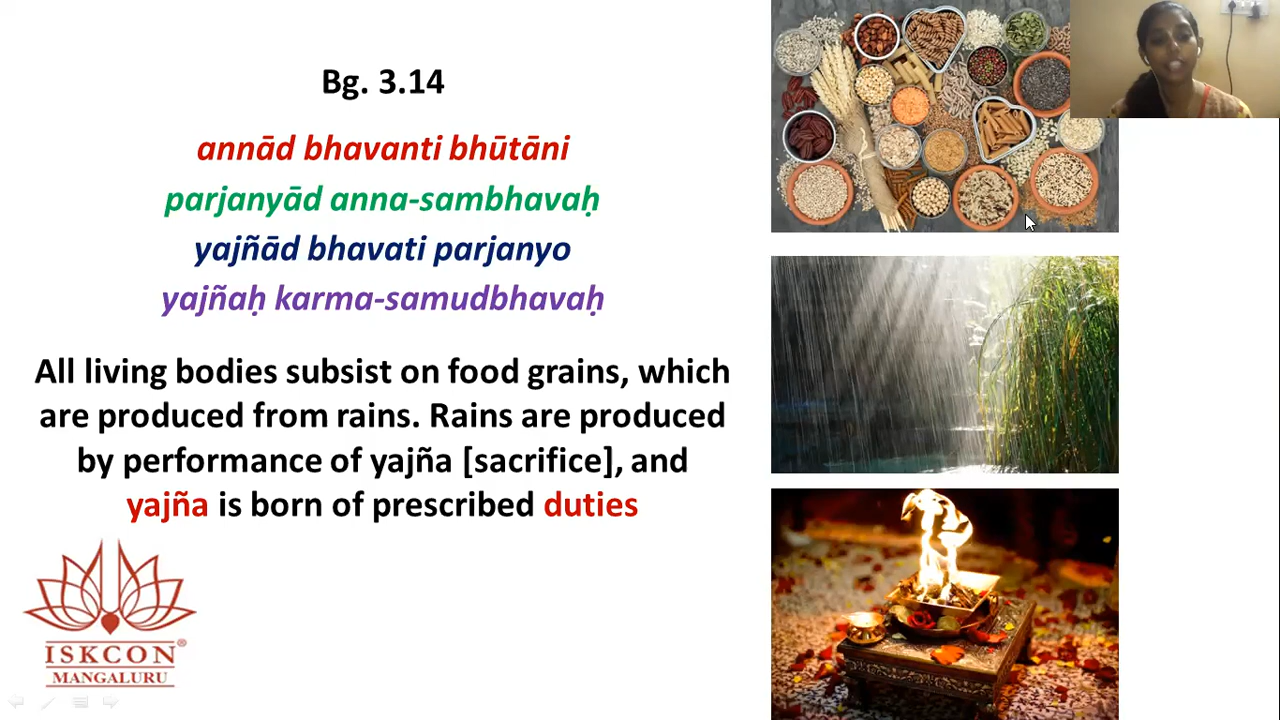 Bg. 3.14
annād bhavanti bhūtāni
parjanyād anna-sambhavaḥ
yajñād bhavati parjanyo
yajñaḥ karma-samudbhavaḥ
All living bodies subsist on food grains, which
are produced from rains. Rains are produced
by performance of yajña [sacrifice], and
yajña is born of prescribed duties
ISKCON®
MANGALURU